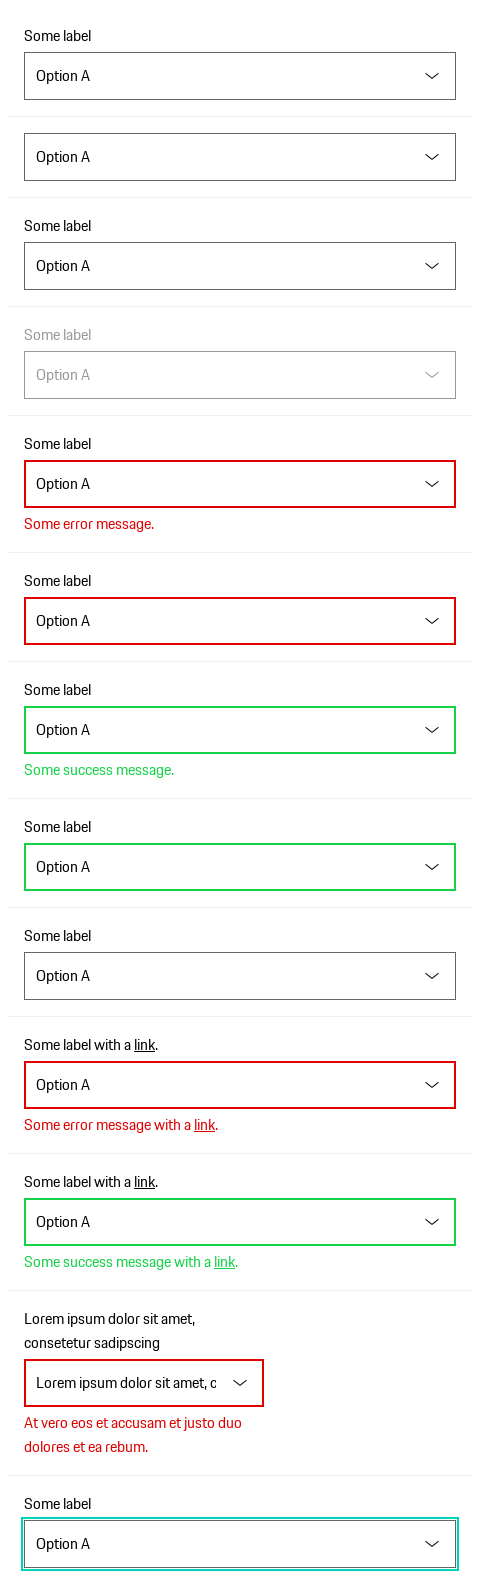 Some label
Option A
Option A
Some label
Option A
Some label
Option A
Some label
Option A
Some error message.
Some label
Option A
Some label
Option A
Some success message.
Some label
Option A
Some label
Option A
Some label with a link.
Option A
Some error message with a link.
Some label with a link.
Option A
Some success message with a link.
Lorem ipsum dolor sit amet,
consetetur sadipscing
Lorem ipsum dolor sit amet, c
At vero eos et accusam et justo duo
dolores et ea rebum.
Some label
Option A